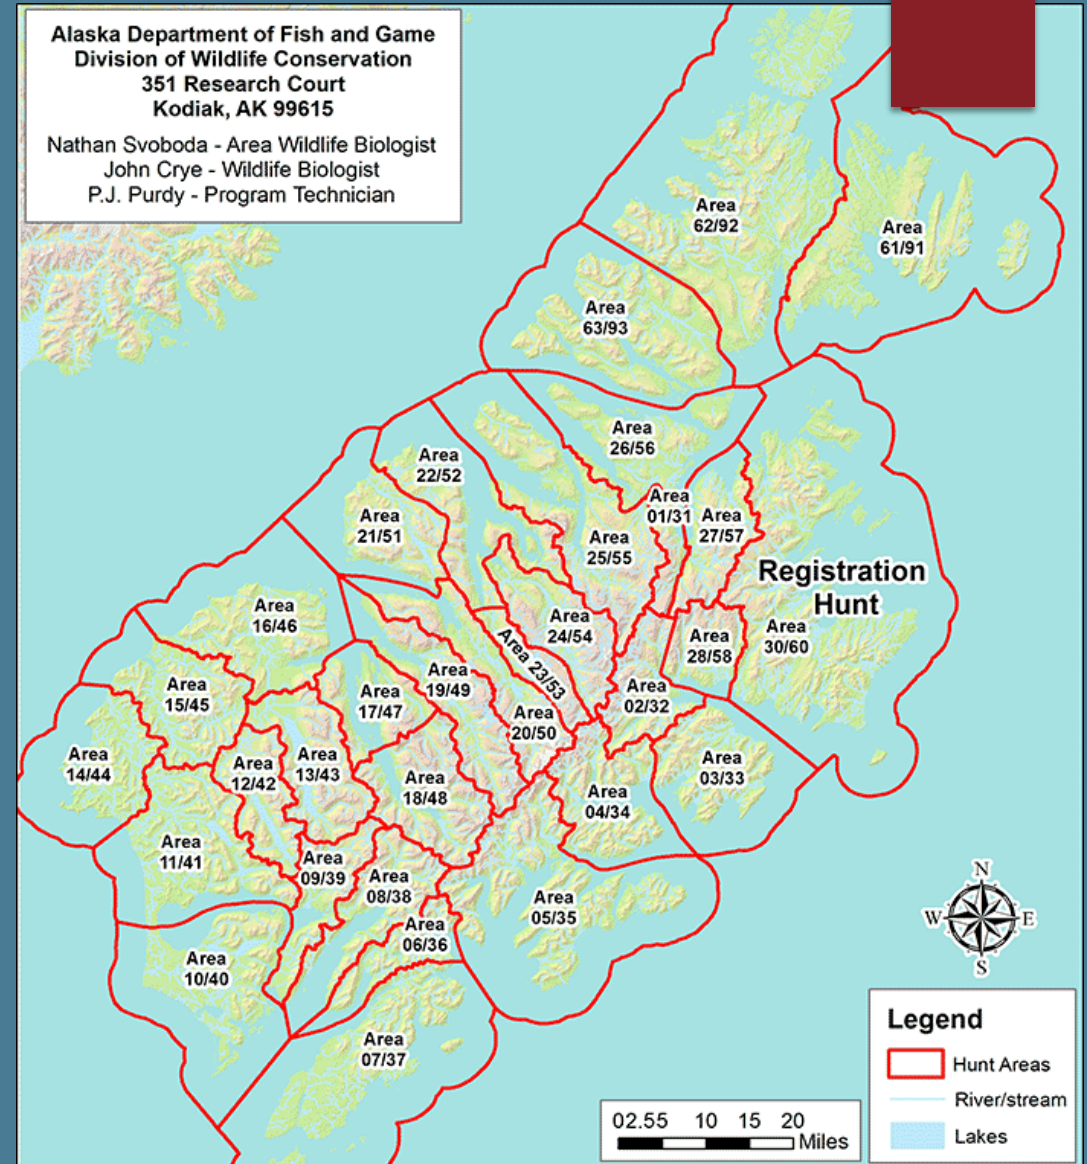 Alaska Department of Fish and Game
Division of Wildlife Conservation
351 Research Court
Kodiak, AK 99615
Nathan Svoboda - Area Wildlife Biologist
John Crye - Wildlife Biologist
P.J. Purdy - Program Technician
Area
62/92
Area
61/91
Area
63/93
Area
26/56
Area
22/52
Area
01/31
Area
27/57
Area
21/51
Area
25/55
Registration
Hunt
Area
16/46
Area
24/54
Area
30/60
Area
28/58
Area 23/53
Area
19/49
Area
15/45
Area
17/47
Area
02/32
Area
20/50
Area
14/44
Area
12/42
Area
13/43
Area
03/33
Area
18/48
Area
04/34
Area
11/41
Area
09/39
Area
08/38
Area
05/35
Area
06/36
Area
10/40
Area
07/37
N
W
E
S
Legend
Hunt Areas
River/stream
Lakes
02.55 10 15 20
Miles